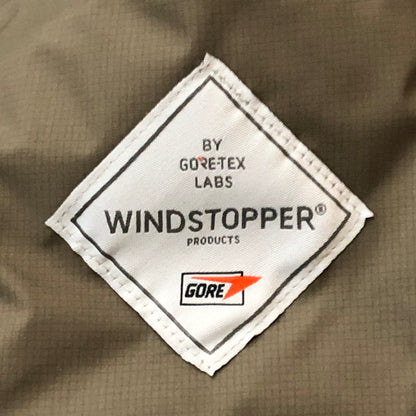 BY
GORE-TEX
LABS
WINDSTOPPER®
PRODUCTS
GORE